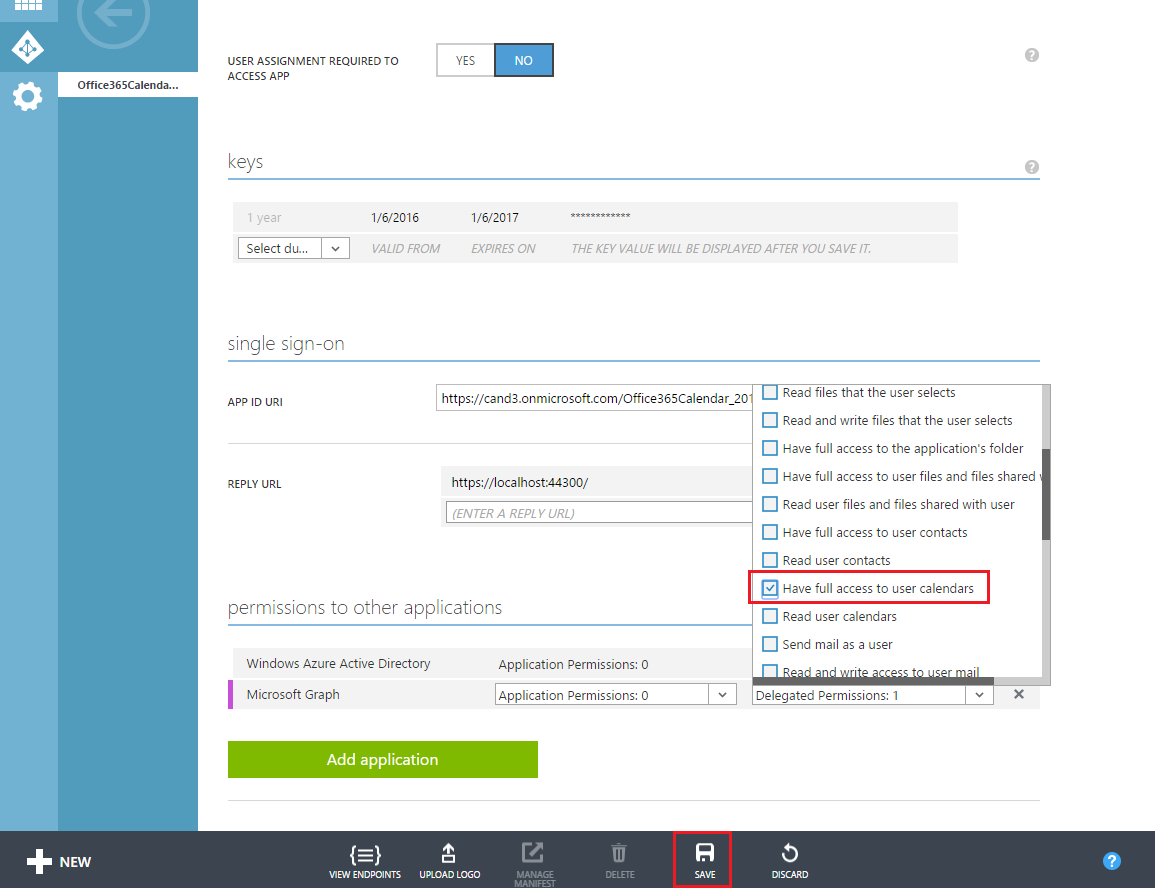 Office365Calenda...
USER ASSIGNMENT REQUIRED TO
ACCESS APP
YES
NO
?
keys
?
1 year
1/6/2016
1/6/2017
************
Select du...
VALID FROM
EXPIRES ON
THE KEY VALUE WILL BE DISPLAYED AFTER YOU SAVE IT.
single sign-on
APP ID URI
https://cand3.onmicrosoft.com/Office365Calendar_201
REPLY URL
https://localhost:44300/
(ENTER A REPLY URL)
Read files that the user selects
Read and write files that the user selects
Have full access to the application's folder
Have full access to user files and files shared
Read user files and files shared with user
Have full access to user contacts
Read user contacts
Have full access to user calendars
Read user calendars
Send mail as a user
Read and write access to user mail
permissions to other applications
Windows Azure Active Directory
Application Permissions: 0
Microsoft Graph
Application Permissions: 0
Delegated Permissions: 1
Add application
NEW
VIEW ENDPOINTS
UPLOAD LOGO
MANAGE
MANIFEST
DELETE
SAVE
DISCARD
?